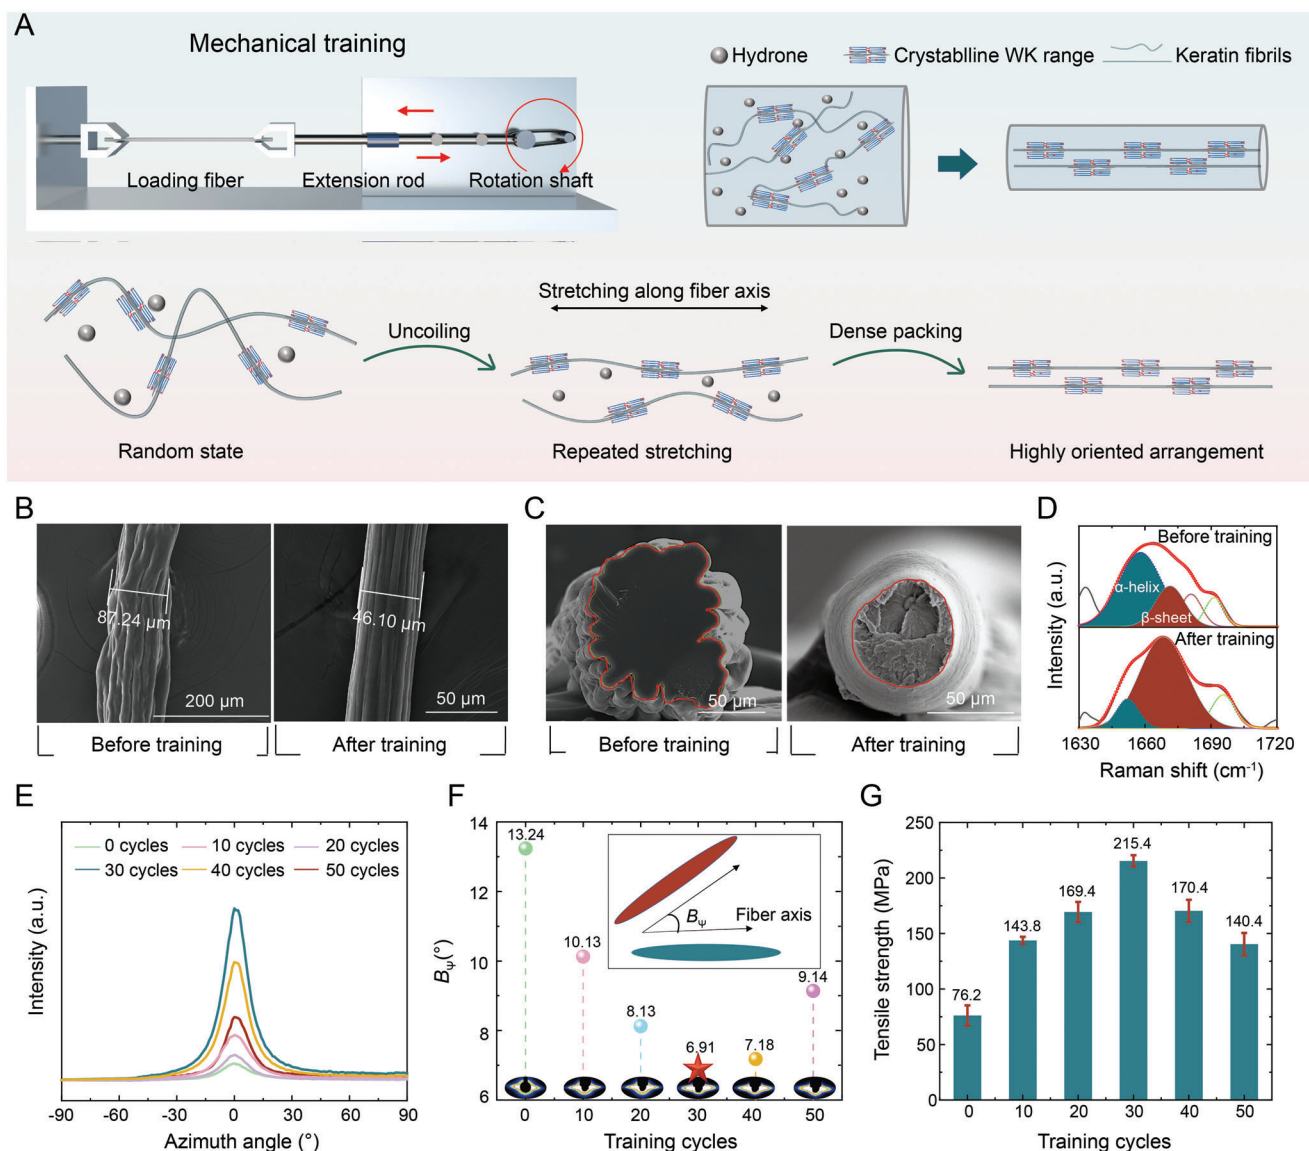 A
Mechanical training
Hydrone
Crystablline WK range
Keratin fibrils
Loading fiber
Extension rod
Rotation shaft
Uncoiling
Stretching along fiber axis
Dense packing
Random state
Repeated stretching
Highly oriented arrangement
B
87.24 μm
200 μm
Before training
46.10 μm
50 μm
After training
C
50 μm
Before training
50 μm
After training
D
Before training
α-helix
β-sheet
After training
Intensity (a.u.)
1630 1660 1690 1720
Raman shift (cm-1)
E
0 cycles 10 cycles 20 cycles
30 cycles 40 cycles 50 cycles
Intensity (a.u.)
-90 -60 -30 0 30 60 90
Azimuth angle (°)
F
14
12
10
8
6
Bψ(°)
13.24
10.13
8.13
6.91
7.18
9.14
Bψ
Fiber axis
0 10 20 30 40 50
Training cycles
G
250
200
150
100
50
0
Tensile strength (MPa)
76.2
143.8
169.4
215.4
170.4
140.4
0 10 20 30 40 50
Training cycles